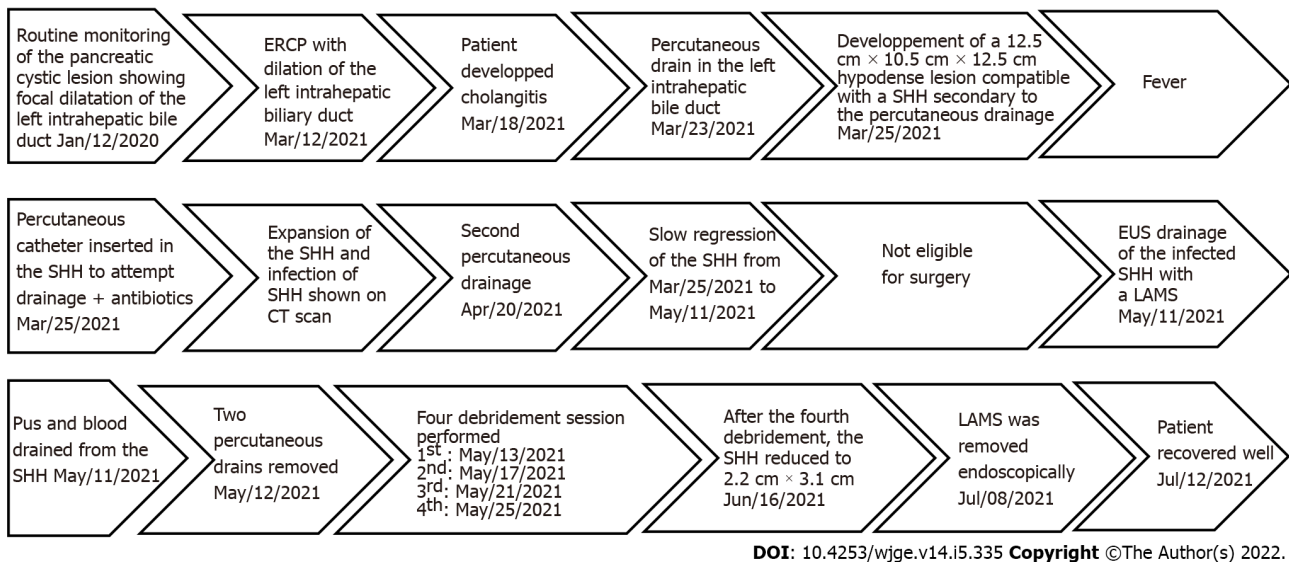 Routine monitoring
of the pancreatic
cystic lesion showing
focal dilatation of the
left intrahepatic bile
duct Jan/12/2020
ERCP with
dilation of the
left intrahepatic
biliary duct
Mar/12/2021
Patient
developped
cholangitis
Mar/18/2021
Percutaneous
drain in the left
intrahepatic
bile duct
Mar/23/2021
Developpement of a 12.5
cm × 10.5 cm × 12.5 cm
hypodense lesion compatible
with a SHH secondary to
the percutaneous drainage
Mar/25/2021
Fever
Percutaneous
catheter inserted in
the SHH to attempt
drainage + antibiotics
Mar/25/2021
Expansion of
the SHH and
infection of
SHH shown on
CT scan
Second
percutaneous
drainage
Apr/20/2021
Slow regression
of the SHH from
Mar/25/2021 to
May/11/2021
Not eligible
for surgery
EUS drainage
of the infected
SHH with
a LAMS
May/11/2021
Pus and blood
drained from the
SHH May/11/2021
Two
percutaneous
drains removed
May/12/2021
Four debridement session
performed
1st: May/13/2021
2nd: May/17/2021
3rd: May/21/2021
4th: May/25/2021
After the fourth
debridement, the
SHH reduced to
2.2 cm × 3.1 cm
Jun/16/2021
LAMS was
removed
endoscopically
Jul/08/2021
Patient
recovered well
Jul/12/2021
DOI: 10.4253/wjge.v14.i5.335 Copyright ©The Author(s) 2022.